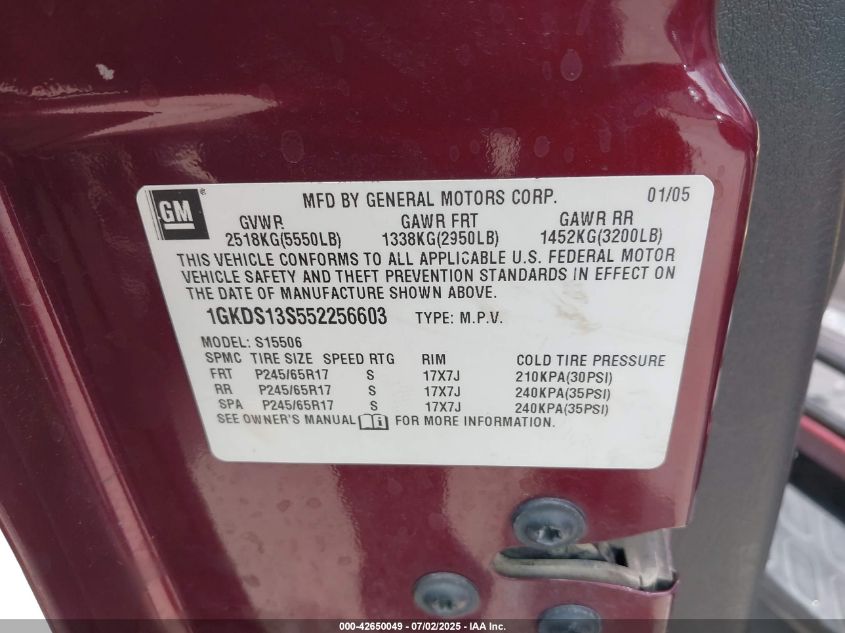 GM
MFD BY GENERAL MOTORS CORP. 01/05
GVWR GAWR FRT GAWR RR
2518KG(5550LB) 1338KG(2950LB) 1452KG(3200LB)
THIS VEHICLE CONFORMS TO ALL APPLICABLE U.S. FEDERAL MOTOR
VEHICLE SAFETY AND THEFT PREVENTION STANDARDS IN EFFECT ON
THE DATE OF MANUFACTURE SHOWN ABOVE.
1GKDS13S552256603 TYPE: M.P.V.
MODEL: S15506
SPMC TIRE SIZE SPEED RTG RIM COLD TIRE PRESSURE
FRT P245/65R17 S 17X7J 210KPA(30PSI)
RR P245/65R17 S 17X7J 240KPA(35PSI)
SPA P245/65R17 S 17X7J 240KPA(35PSI)
SEE OWNER'S MANUAL FOR MORE INFORMATION.
000-42650049 - 07/02/2025 - IAA Inc.